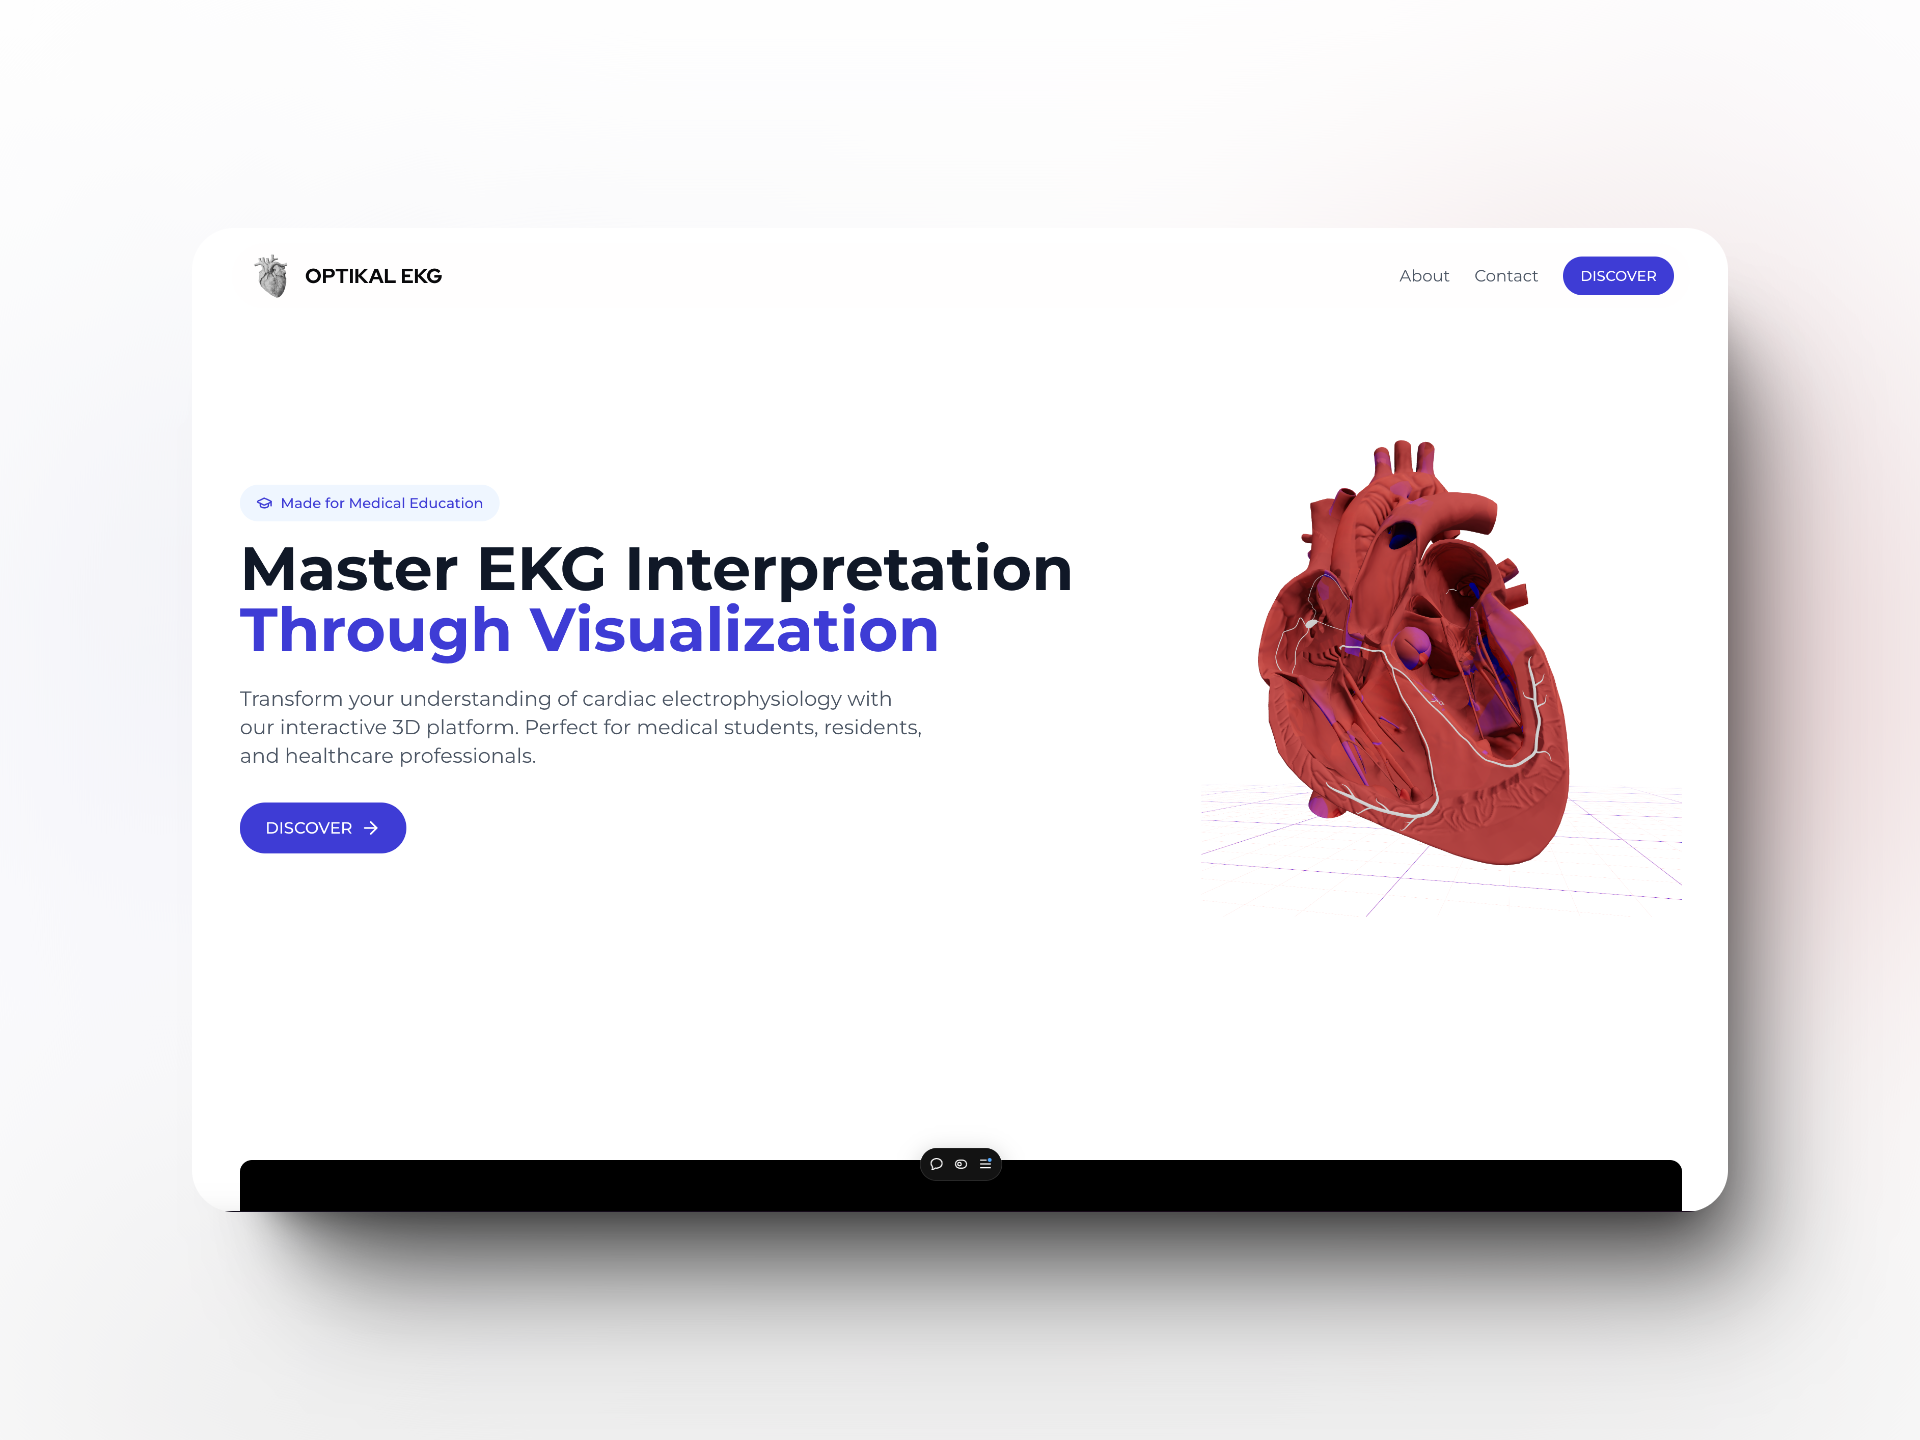 OPTIKAL EKG
About
Contact
DISCOVER
Made for Medical Education
Master EKG Interpretation
Through Visualization
Transform your understanding of cardiac electrophysiology with
our interactive 3D platform. Perfect for medical students, residents,
and healthcare professionals.
DISCOVER